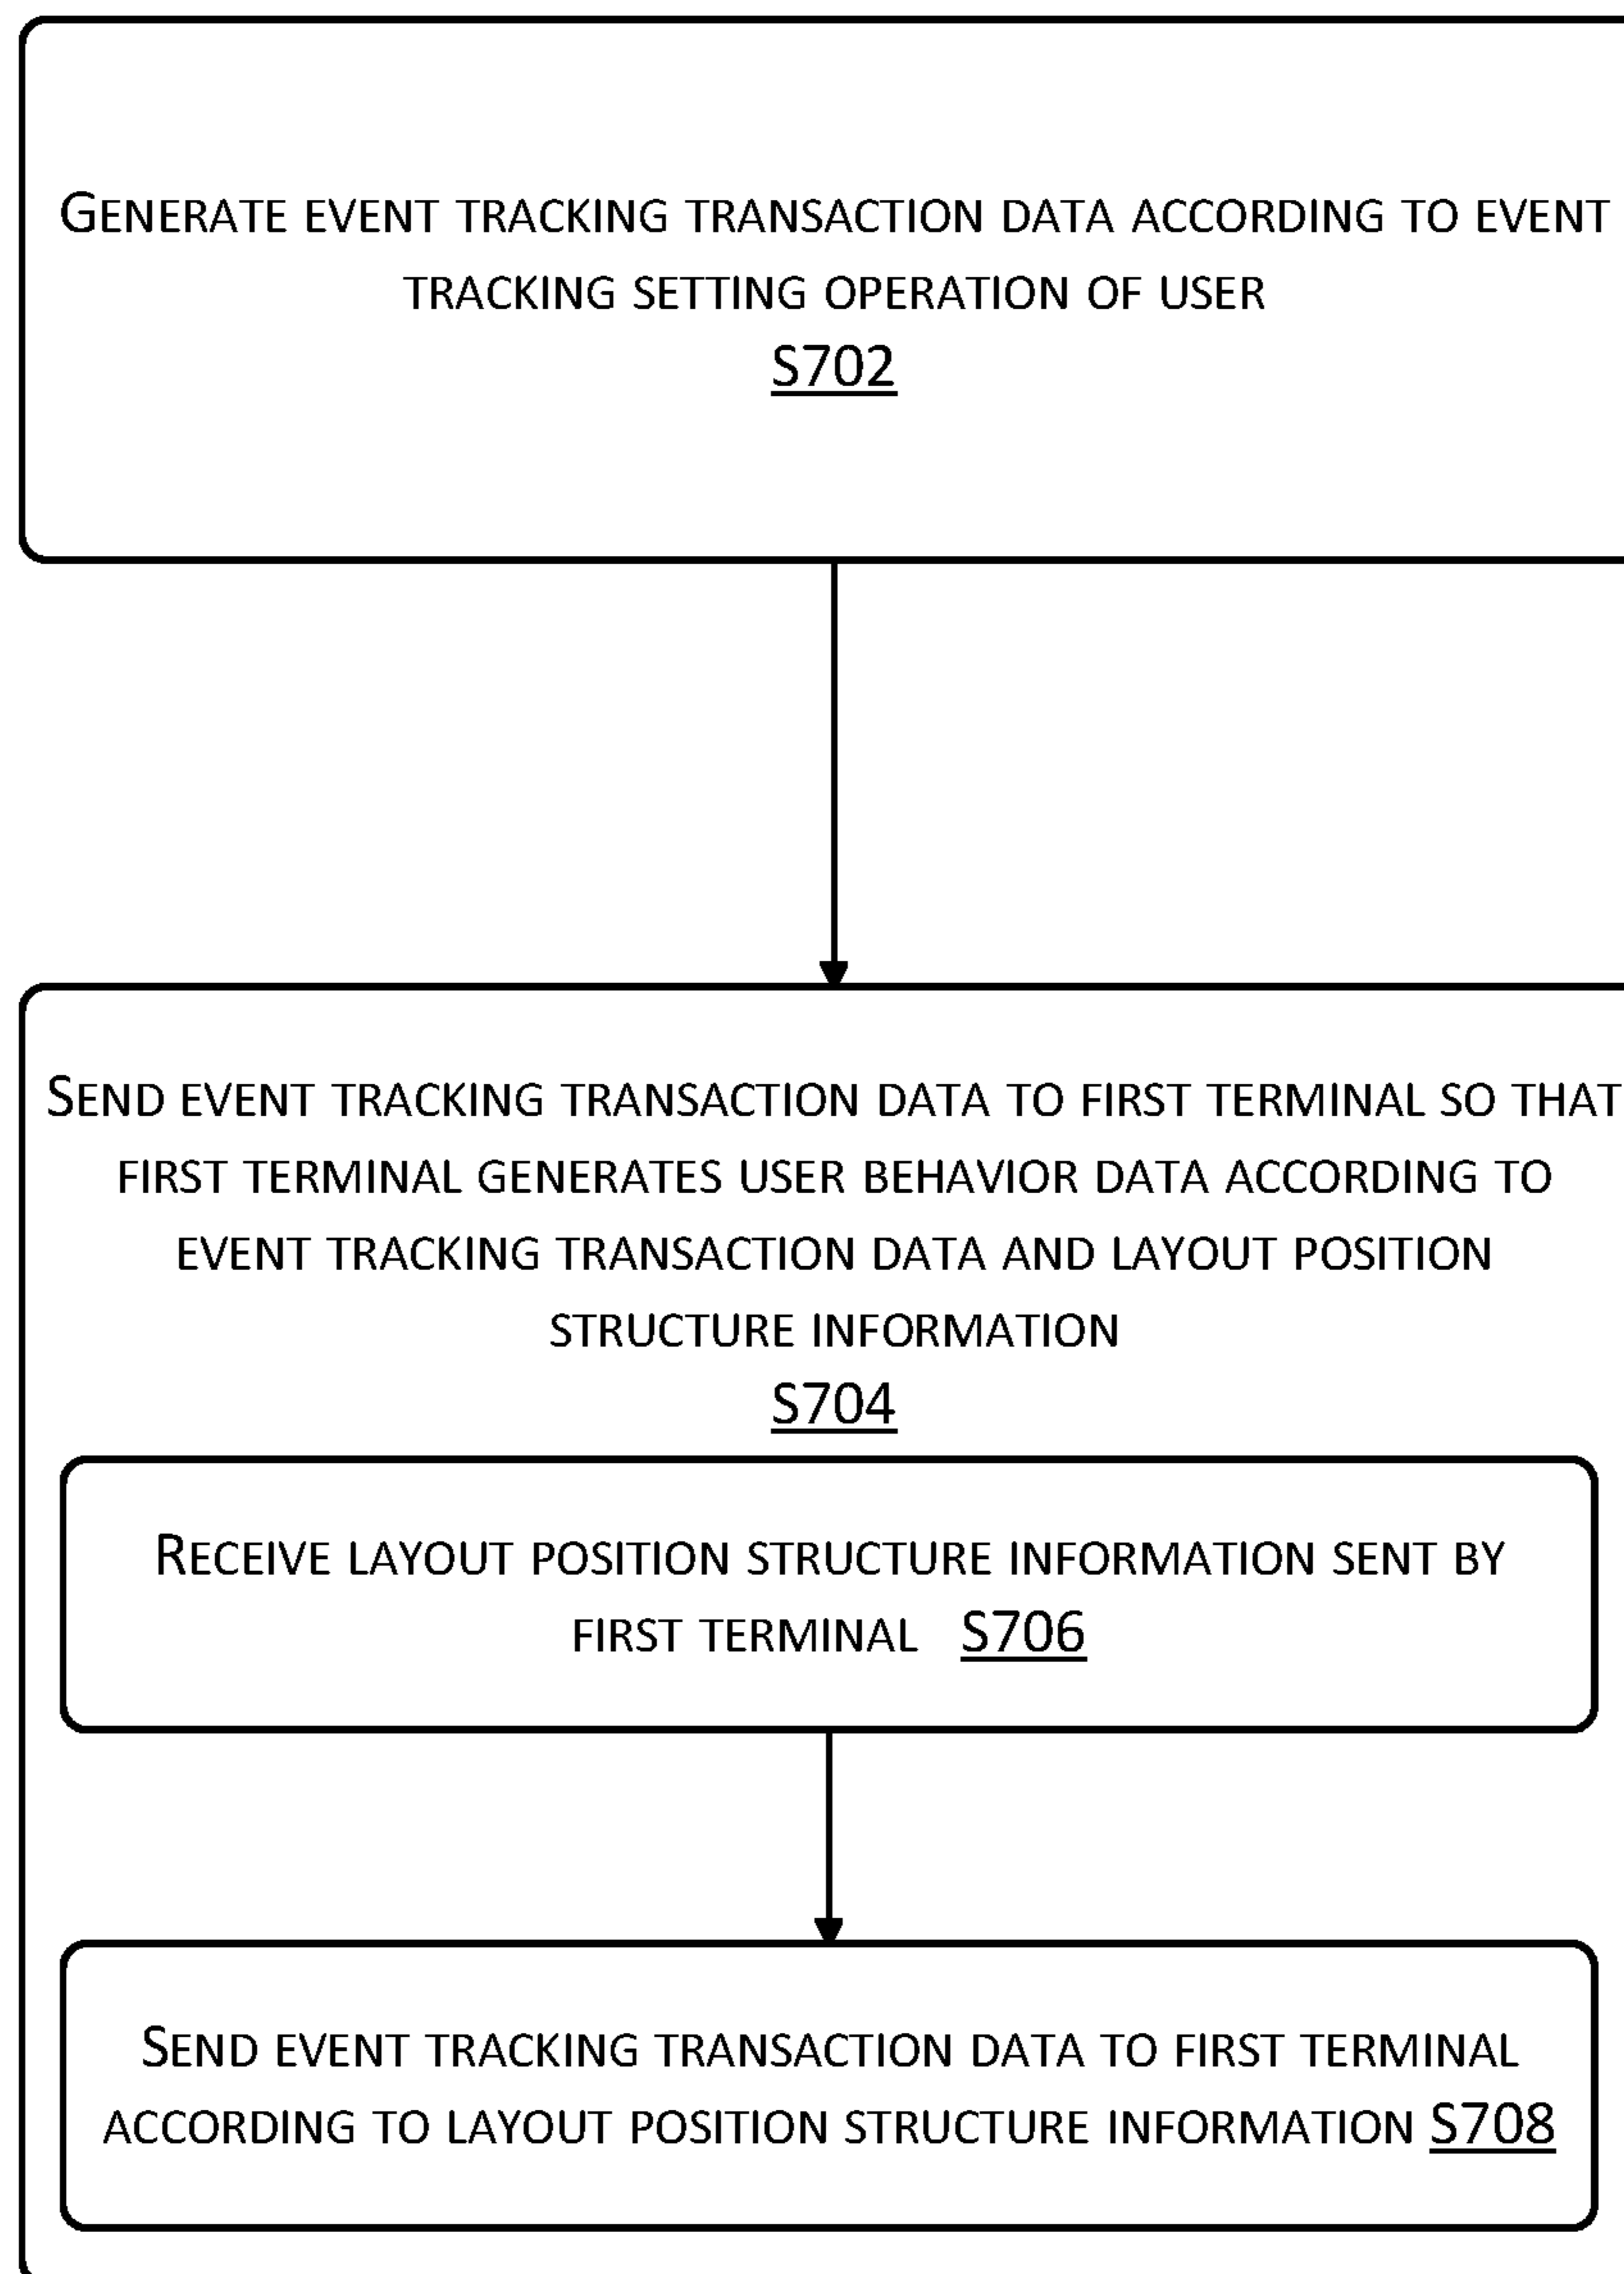 GENERATE EVENT TRACKING TRANSACTION DATA ACCORDING TO EVENT
TRACKING SETTING OPERATION OF USER
S702
SEND EVENT TRACKING TRANSACTION DATA TO FIRST TERMINAL SO THAT
FIRST TERMINAL GENERATES USER BEHAVIOR DATA ACCORDING TO
EVENT TRACKING TRANSACTION DATA AND LAYOUT POSITION
STRUCTURE INFORMATION
S704
RECEIVE LAYOUT POSITION STRUCTURE INFORMATION SENT BY
FIRST TERMINAL S706
SEND EVENT TRACKING TRANSACTION DATA TO FIRST TERMINAL
ACCORDING TO LAYOUT POSITION STRUCTURE INFORMATION S708